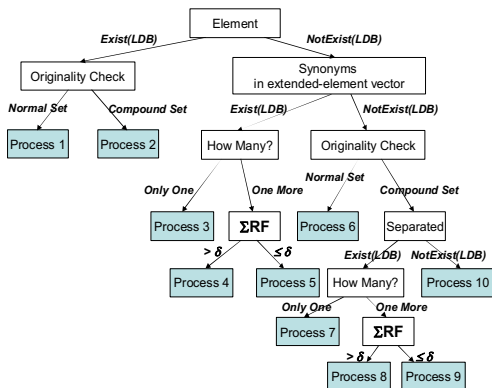 Element
Exist(LDB)
NotExist(LDB)
Originality Check
Synonyms
in extended-element vector
Normal Set
Compound Set
Exist(LDB)
NotExist(LDB)
Process 1
Process 2
How Many?
Originality Check
Only One
One More
Normal Set
Compound Set
Process 3
ΣRF
Process 6
Separated
> δ
≤ δ
Exist(LDB)
NotExist(LDB)
Process 4
Process 5
How Many?
Process 10
Only One
One More
Process 7
ΣRF
> δ
≤ δ
Process 8
Process 9